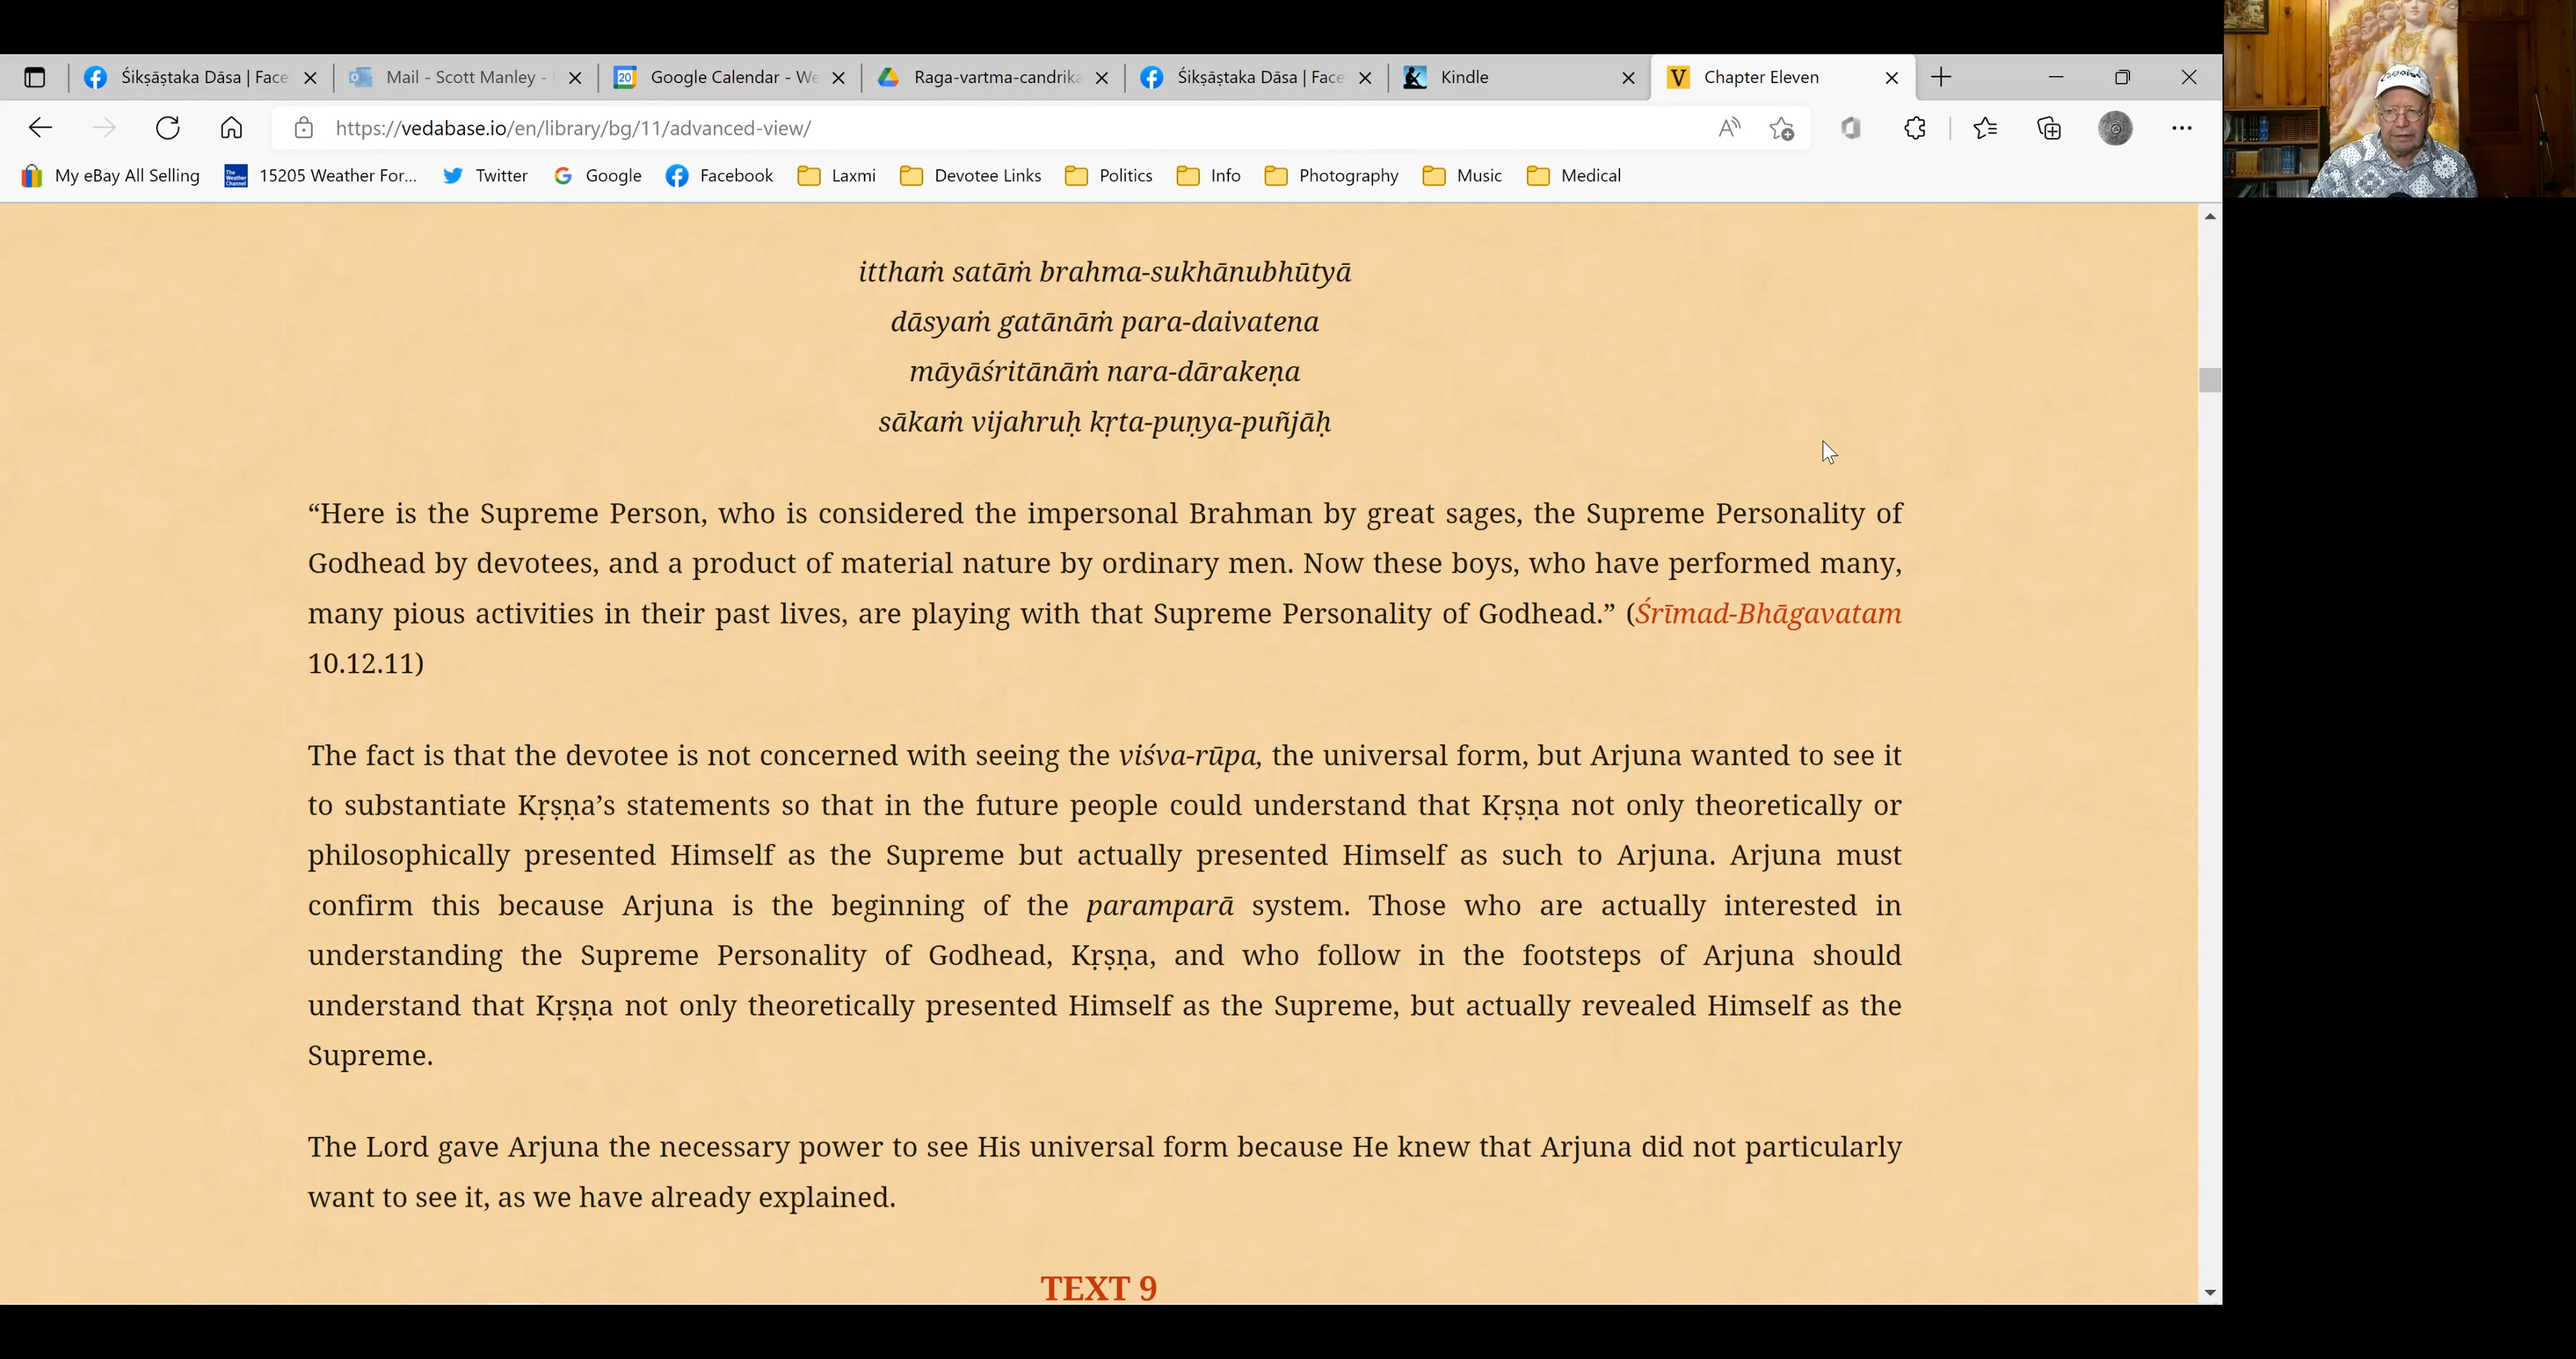 Śikṣāṣṭaka Dāsa | Face
Mail - Scott Manley -
Google Calendar - We
Raga-vartma-candrika
Śikṣāṣṭaka Dāsa | Face
Kindle
Chapter Eleven
https://vedabase.io/en/library/bg/11/advanced-view/
My eBay All Selling
15205 Weather For...
Twitter
Google
Facebook
Laxmi
Devotee Links
Politics
Info
Photography
Music
Medical
itthaṁ satāṁ brahma-sukhānubhūtyā
dāsyaṁ gatānāṁ para-daivatena
māyāśritānāṁ nara-dārakeṇa
sākaṁ vijahruḥ kṛta-puṇya-puñjāḥ
“Here is the Supreme Person, who is considered the impersonal Brahman by great sages, the Supreme Personality of
Godhead by devotees, and a product of material nature by ordinary men. Now these boys, who have performed many,
many pious activities in their past lives, are playing with that Supreme Personality of Godhead.” (Śrīmad-Bhāgavatam
10.12.11)
The fact is that the devotee is not concerned with seeing the viśva-rūpa, the universal form, but Arjuna wanted to see it
to substantiate Kṛṣṇa’s statements so that in the future people could understand that Kṛṣṇa not only theoretically or
philosophically presented Himself as the Supreme but actually presented Himself as such to Arjuna. Arjuna must
confirm this because Arjuna is the beginning of the paramparā system. Those who are actually interested in
understanding the Supreme Personality of Godhead, Kṛṣṇa, and who follow in the footsteps of Arjuna should
understand that Kṛṣṇa not only theoretically presented Himself as the Supreme, but actually revealed Himself as the
Supreme.
The Lord gave Arjuna the necessary power to see His universal form because He knew that Arjuna did not particularly
want to see it, as we have already explained.
TEXT 9